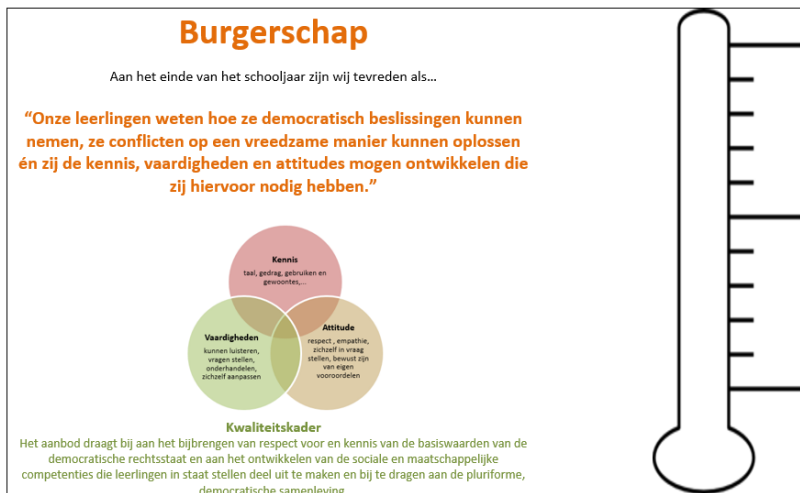 Burgerschap
Aan het einde van het schooljaar zijn wij tevreden als...
“Onze leerlingen weten hoe ze democratisch beslissingen kunnen
nemen, ze conflicten op een vreedzame manier kunnen oplossen
én zij de kennis, vaardigheden en attitudes mogen ontwikkelen die
zij hiervoor nodig hebben.”
Kennis
taal, gedrag, gebruiken en
gewoontes,...
Vaardigheden
kunnen luisteren,
vragen stellen,
onderhandelen,
zichzelf aanpassen
Attitude
respect , empathie,
zichzelf in vraag
stellen, bewust zijn
van eigen
vooroordelen
Kwaliteitskader
Het aanbod draagt bij aan het bijbrengen van respect voor en kennis van de basiswaarden van de
democratische rechtsstaat en aan het ontwikkelen van de sociale en maatschappelijke
competenties die leerlingen in staat stellen deel uit te maken en bij te dragen aan de pluriforme,
democratische samenleving